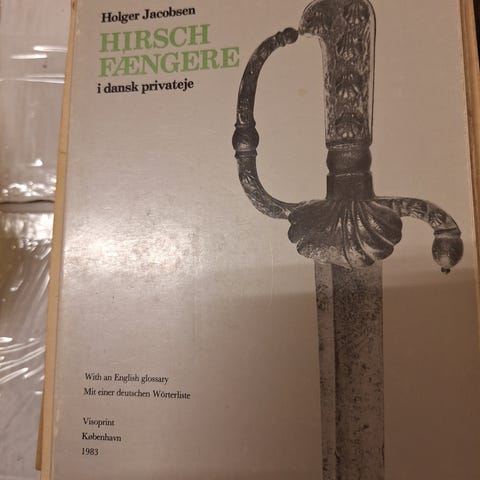 Holger Jacobsen
HIRSCH
FÆNGERE
i dansk privateje
With an English glossary
Mit einer deutschen Wörterliste
Visoprint
København
1983